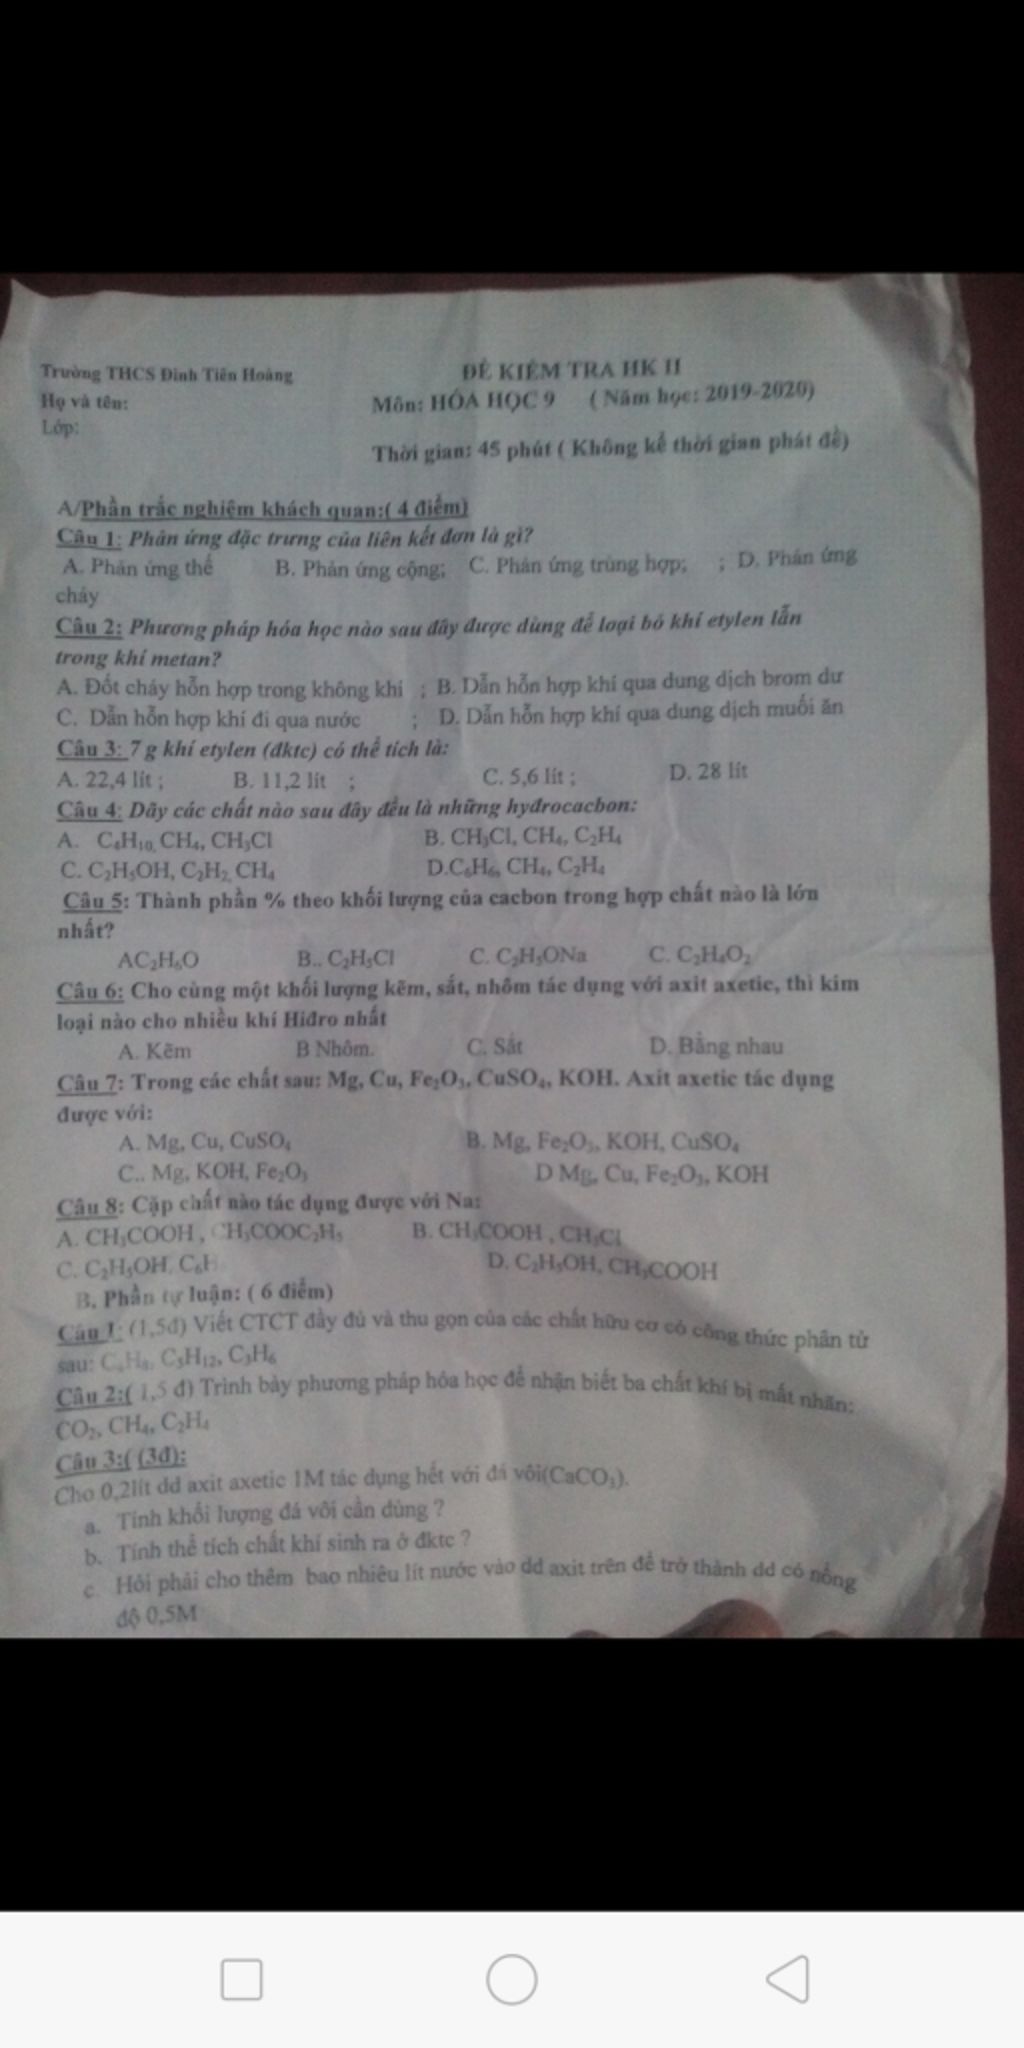 Trường THCS Đinh Tiên Hoàng
ĐỀ KIỂM TRA HK II
Họ và tên:
Môn: HÓA HỌC 9 ( Năm học: 2019-2020)
Lớp:
Thời gian: 45 phút ( Không kể thời gian phát đề)
A/Phần trắc nghiệm khách quan:( 4 điểm)
Câu 1: Phản ứng đặc trưng của liên kết đơn là gì?
A. Phản ứng thế B. Phản ứng cộng; C. Phản ứng trùng hợp; ; D. Phản ứng
cháy
Câu 2: Phương pháp hóa học nào sau đây được dùng để loại bỏ khí etylen lẫn
trong khí metan?
A. Đốt cháy hỗn hợp trong không khí ; B. Dẫn hỗn hợp khí qua dung dịch brom dư
C. Dẫn hỗn hợp khí đi qua nước ; D. Dẫn hỗn hợp khí qua dung dịch muối ăn
Câu 3: 7 g khí etylen (đktc) có thể tích là:
A. 22,4 lít ; B. 11,2 lít ; C. 5,6 lít ; D. 28 lít
Câu 4: Dãy các chất nào sau đây đều là những hyđrocacbon:
A. C₄H₁₀, CH₄, CH₃Cl B. CH₃Cl, CH₄, C₂H₄
C. C₂H₅OH, C₂H₂, CH₄ D.C₆H₆, CH₄, C₂H₄
Câu 5: Thành phần % theo khối lượng của cacbon trong hợp chất nào là lớn
nhất?
AC₂H₆O B.. C₂H₅Cl C. C₂H₅ONa C. C₂H₄O₂
Câu 6: Cho cùng một khối lượng kẽm, sắt, nhôm tác dụng với axit axetic, thì kim
loại nào cho nhiều khí Hiđro nhất
A. Kẽm B Nhôm. C. Sắt D. Bằng nhau
Câu 7: Trong các chất sau: Mg, Cu, Fe₂O₃, CuSO₄, KOH. Axit axetic tác dụng
được với:
A. Mg, Cu, CuSO₄ B. Mg, Fe₂O₃, KOH, CuSO₄
C.. Mg, KOH, Fe₂O₃ D Mg, Cu, Fe₂O₃, KOH
Câu 8: Cặp chất nào tác dụng được với Na:
A. CH₃COOH , CH₃COOC₂H₅ B. CH₃COOH , CH₃Cl
C. C₂H₅OH, D. C₂H₅OH, CH₃COOH
B. Phần tự luận: ( 6 điểm)
Câu 1: (1,5đ) Viết CTCT đầy đủ và thu gọn của các chất hữu cơ có công thức phân tử
sau: C₅H₁₂, C₃H₆
Câu 2:( 1,5 đ) Trình bày phương pháp hóa học để nhận biết ba chất khí bị mất nhãn:
CO₂, CH₄, C₂H₄
Câu 3:( (3đ):
Cho 0,2lít dd axit axetic 1M tác dụng hết với đá vôi(CaCO₃).
a. Tính khối lượng đá vôi cần dùng ?
b. Tính thể tích chất khí sinh ra ở đktc ?
c Hỏi phải cho thêm bao nhiêu lít nước vào dd axit trên để trở thành dd có nồng
độ 0,5M